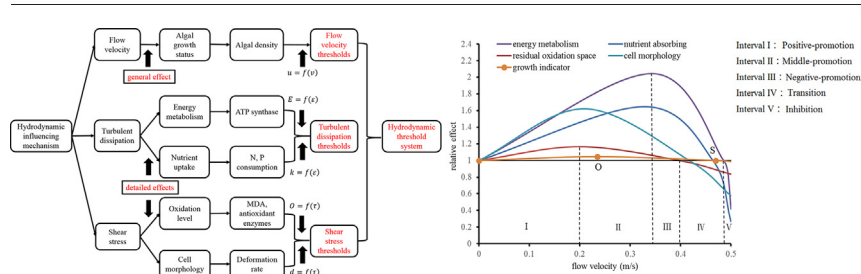 Flow
velocity
Algal
growth
status
Algal density
Flow
velocity
thresholds
general effect
u = f(v)
Energy
metabolism
ATP synthase
E = f(ε)
Hydrodynamic
influencing
mechanism
Turbulent
dissipation
Turbulent
dissipation
thresholds
Hydrodynamic
threshold
system
Nutrient
uptake
N, P
consumption
k = f(ε)
detailed effects
Oxidation
level
MDA,
antioxidant
enzymes
O = f(τ)
Shear
stress
Shear
stress
thresholds
Cell
morphology
Deformation
rate
d = f(τ)
2.4
2.2
2
1.8
1.6
1.4
1.2
1
0.8
0.6
0.4
0.2
0
relative effect
energy metabolism
nutrient absorbing
residual oxidation space
cell morphology
growth indicator
O
S
I
II
III
IV
V
0
0.1
0.2
0.3
0.4
0.5
flow velocity (m/s)
Interval I： Positive-promotion
Interval II： Middle-promotion
Interval III： Negative-promotion
Interval IV： Transition
Interval V： Inhibition